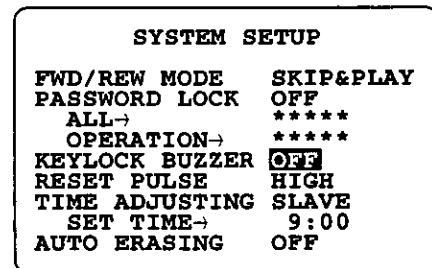 SYSTEM SETUP
FWD/REW MODE SKIP&PLAY
PASSWORD LOCK OFF
ALL→ *****
OPERATION→ *****
KEYLOCK BUZZER OFF
RESET PULSE HIGH
TIME ADJUSTING SLAVE
SET TIME→ 9:00
AUTO ERASING OFF